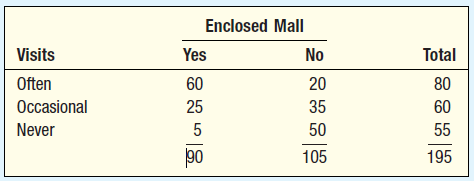 Enclosed Mall
Visits Yes No Total
Often 60 20 80
Occasional 25 35 60
Never 5 50 55
90 105 195